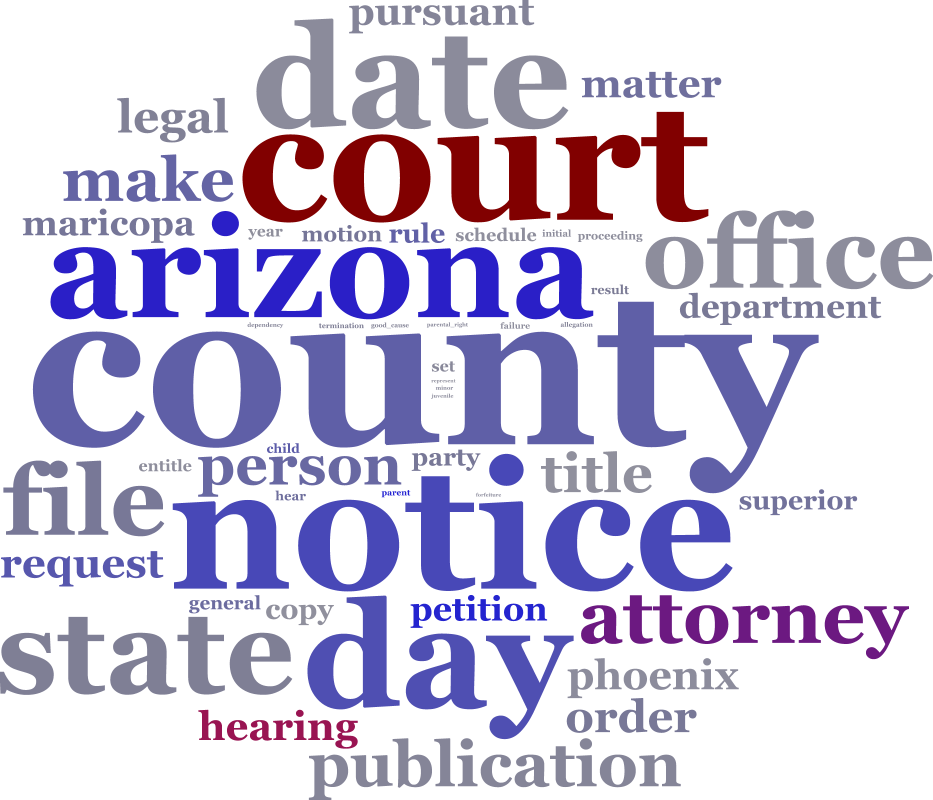 pursuant
date
matter
legal
court
make
maricopa
year
motion
rule
schedule
initial
proceeding
office
arizona
result
department
dependency
termination
good_cause
parental_right
failure
allegation
county
set
represent
minor
juvenile
child
entitle
person
party
title
file
hear
parent
forfeiture
superior
notice
request
general
copy
petition
attorney
state
day
phoenix
order
hearing
publication